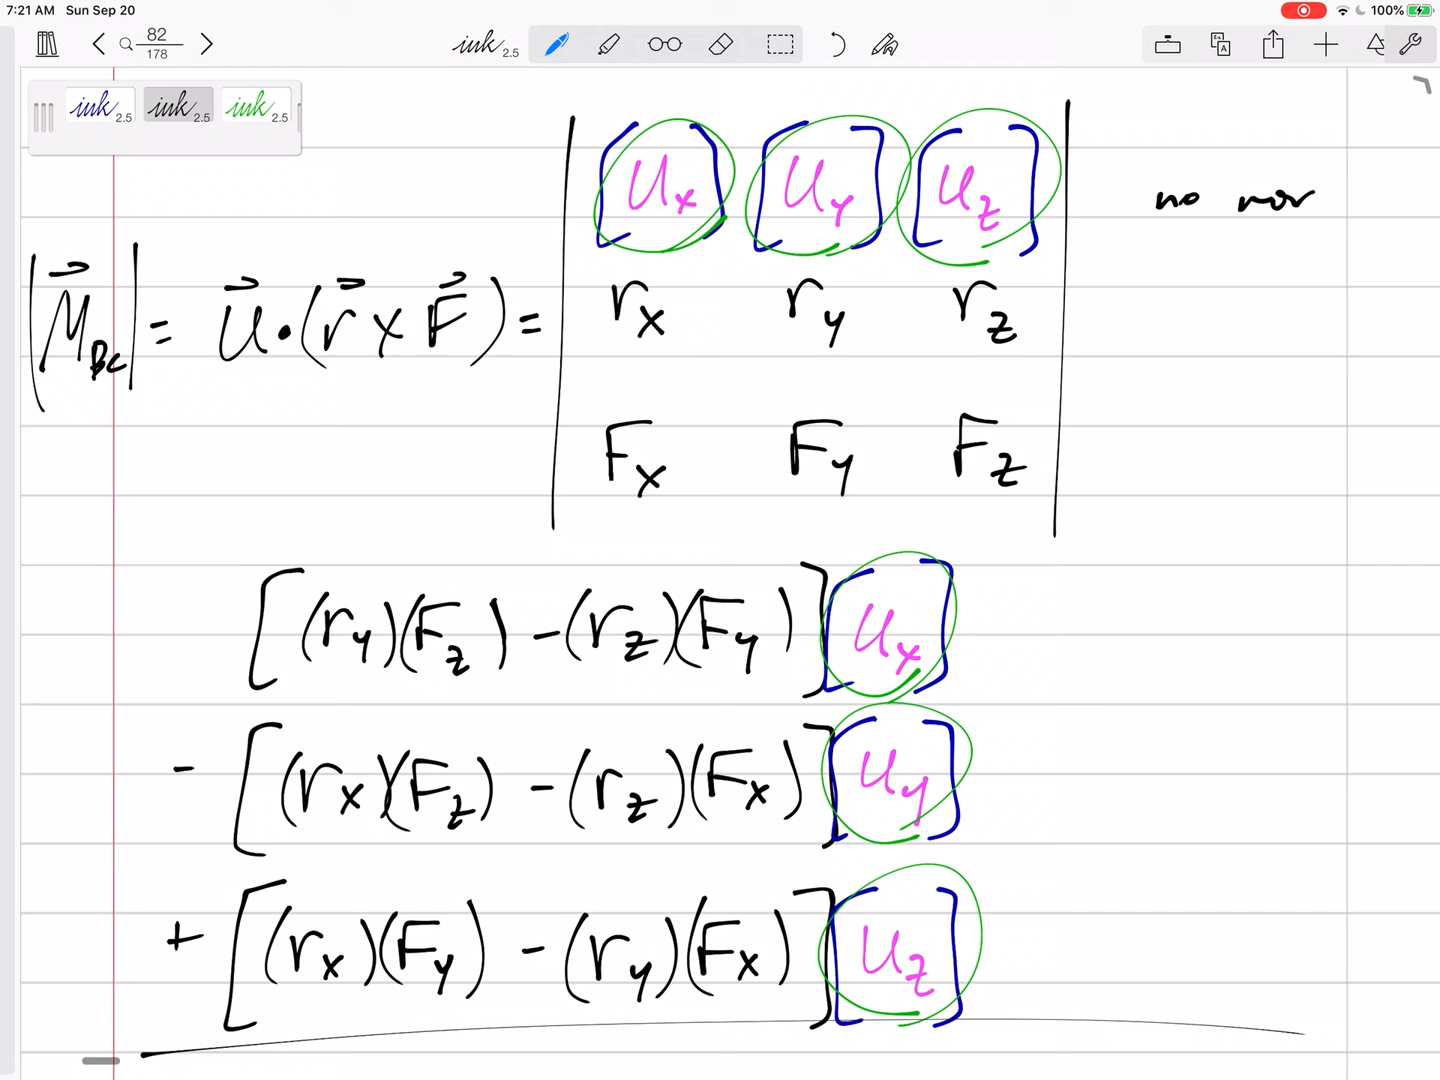 7:21 AM Sun Sep 20 100%
82
178
ink 2.5
ink 2.5 ink 2.5 ink 2.5
|M⃗_BC| = u⃗ • (r⃗ × F⃗) = | [u_x] [u_y] [u_z] |
r_x r_y r_z
F_x F_y F_z
no mor
[(r_y)(F_z) - (r_z)(F_y)][u_x]
- [(r_x)(F_z) - (r_z)(F_x)][u_y]
+ [(r_x)(F_y) - (r_y)(F_x)][u_z]